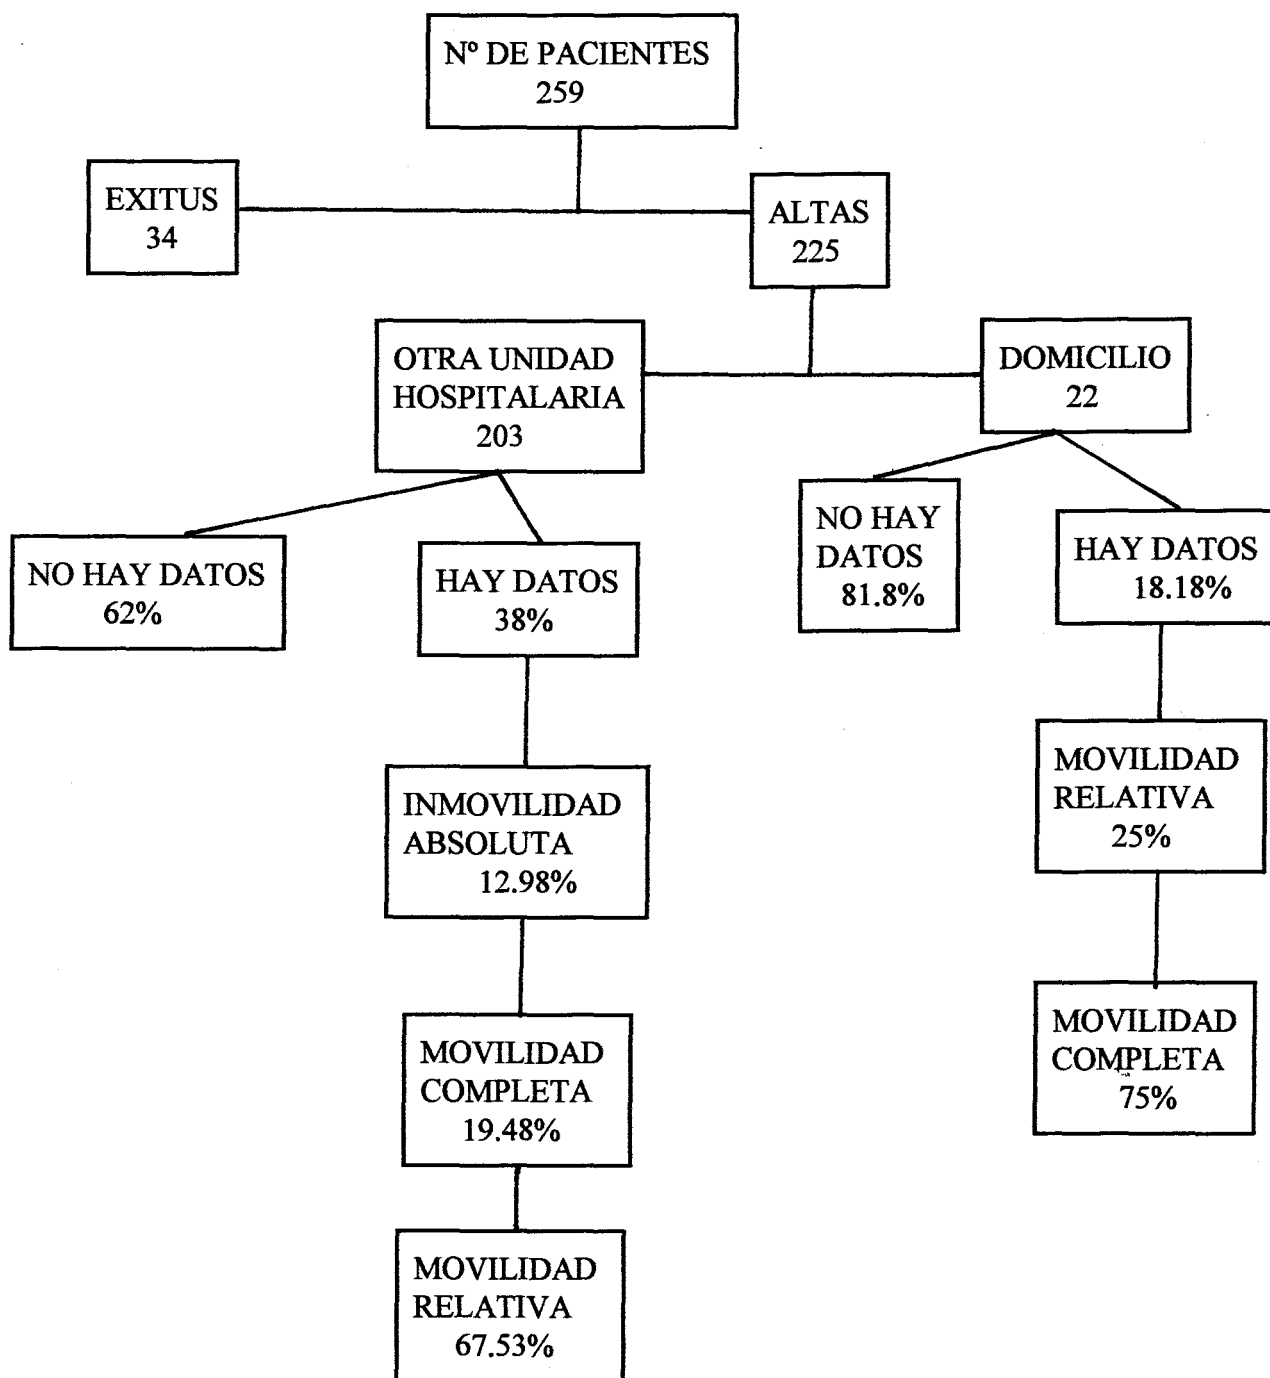 Nº DE PACIENTES
259
EXITUS
34
ALTAS
225
OTRA UNIDAD
HOSPITALARIA
203
DOMICILIO
22
NO HAY DATOS
62%
HAY DATOS
38%
NO HAY
DATOS
81.8%
HAY DATOS
18.18%
INMOVILIDAD
ABSOLUTA
12.98%
MOVILIDAD
RELATIVA
25%
MOVILIDAD
COMPLETA
19.48%
MOVILIDAD
COMPLETA
75%
MOVILIDAD
RELATIVA
67.53%